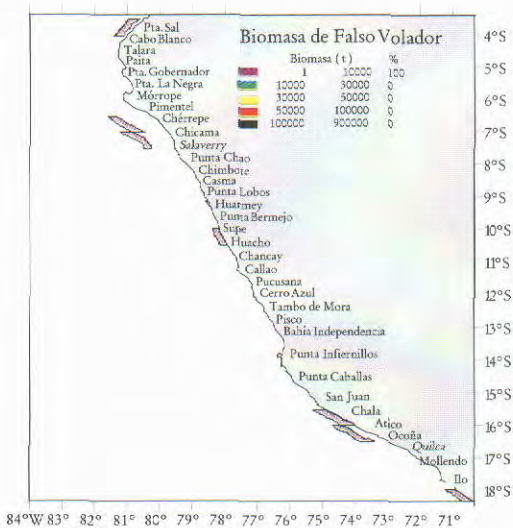 Biomasa de Falso Volador
Biomasa ( t ) %
1 10000 100
10000 30000 0
30000 50000 0
50000 100000 0
100000 900000 0
Pta. Sal
Cabo Blanco
Talara
Paita
Pta. Gobernador
Pta. La Negra
Mórrope
Pimentel
Chérrepe
Chicama
Salaverry
Punta Chao
Chimbote
Casma
Punta Lobos
Huarmey
Punta Bermejo
Supe
Huacho
Chancay
Callao
Pucusana
Cerro Azul
Tambo de Mora
Pisco
Bahia Independencia
Punta Infiernillos
Punta Caballas
San Juan
Chala
Atico
Ocoña
Quilca
Mollendo
Ilo
4°S
5°S
6°S
7°S
8°S
9°S
10°S
11°S
12°S
13°S
14°S
15°S
16°S
17°S
18°S
84°W 83° 82° 81° 80° 79° 78° 77° 76° 75° 74° 73° 72° 71°